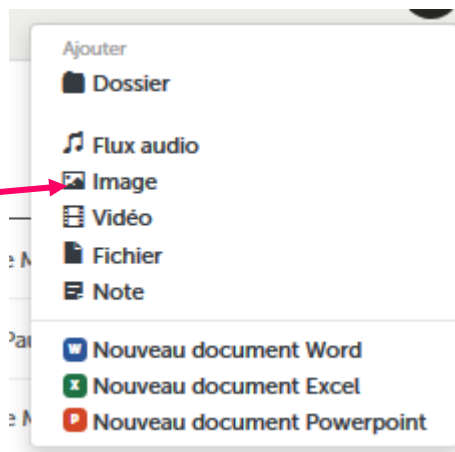 Ajouter
Dossier
Flux audio
Image
Vidéo
Fichier
Note
Nouveau document Word
Nouveau document Excel
Nouveau document Powerpoint